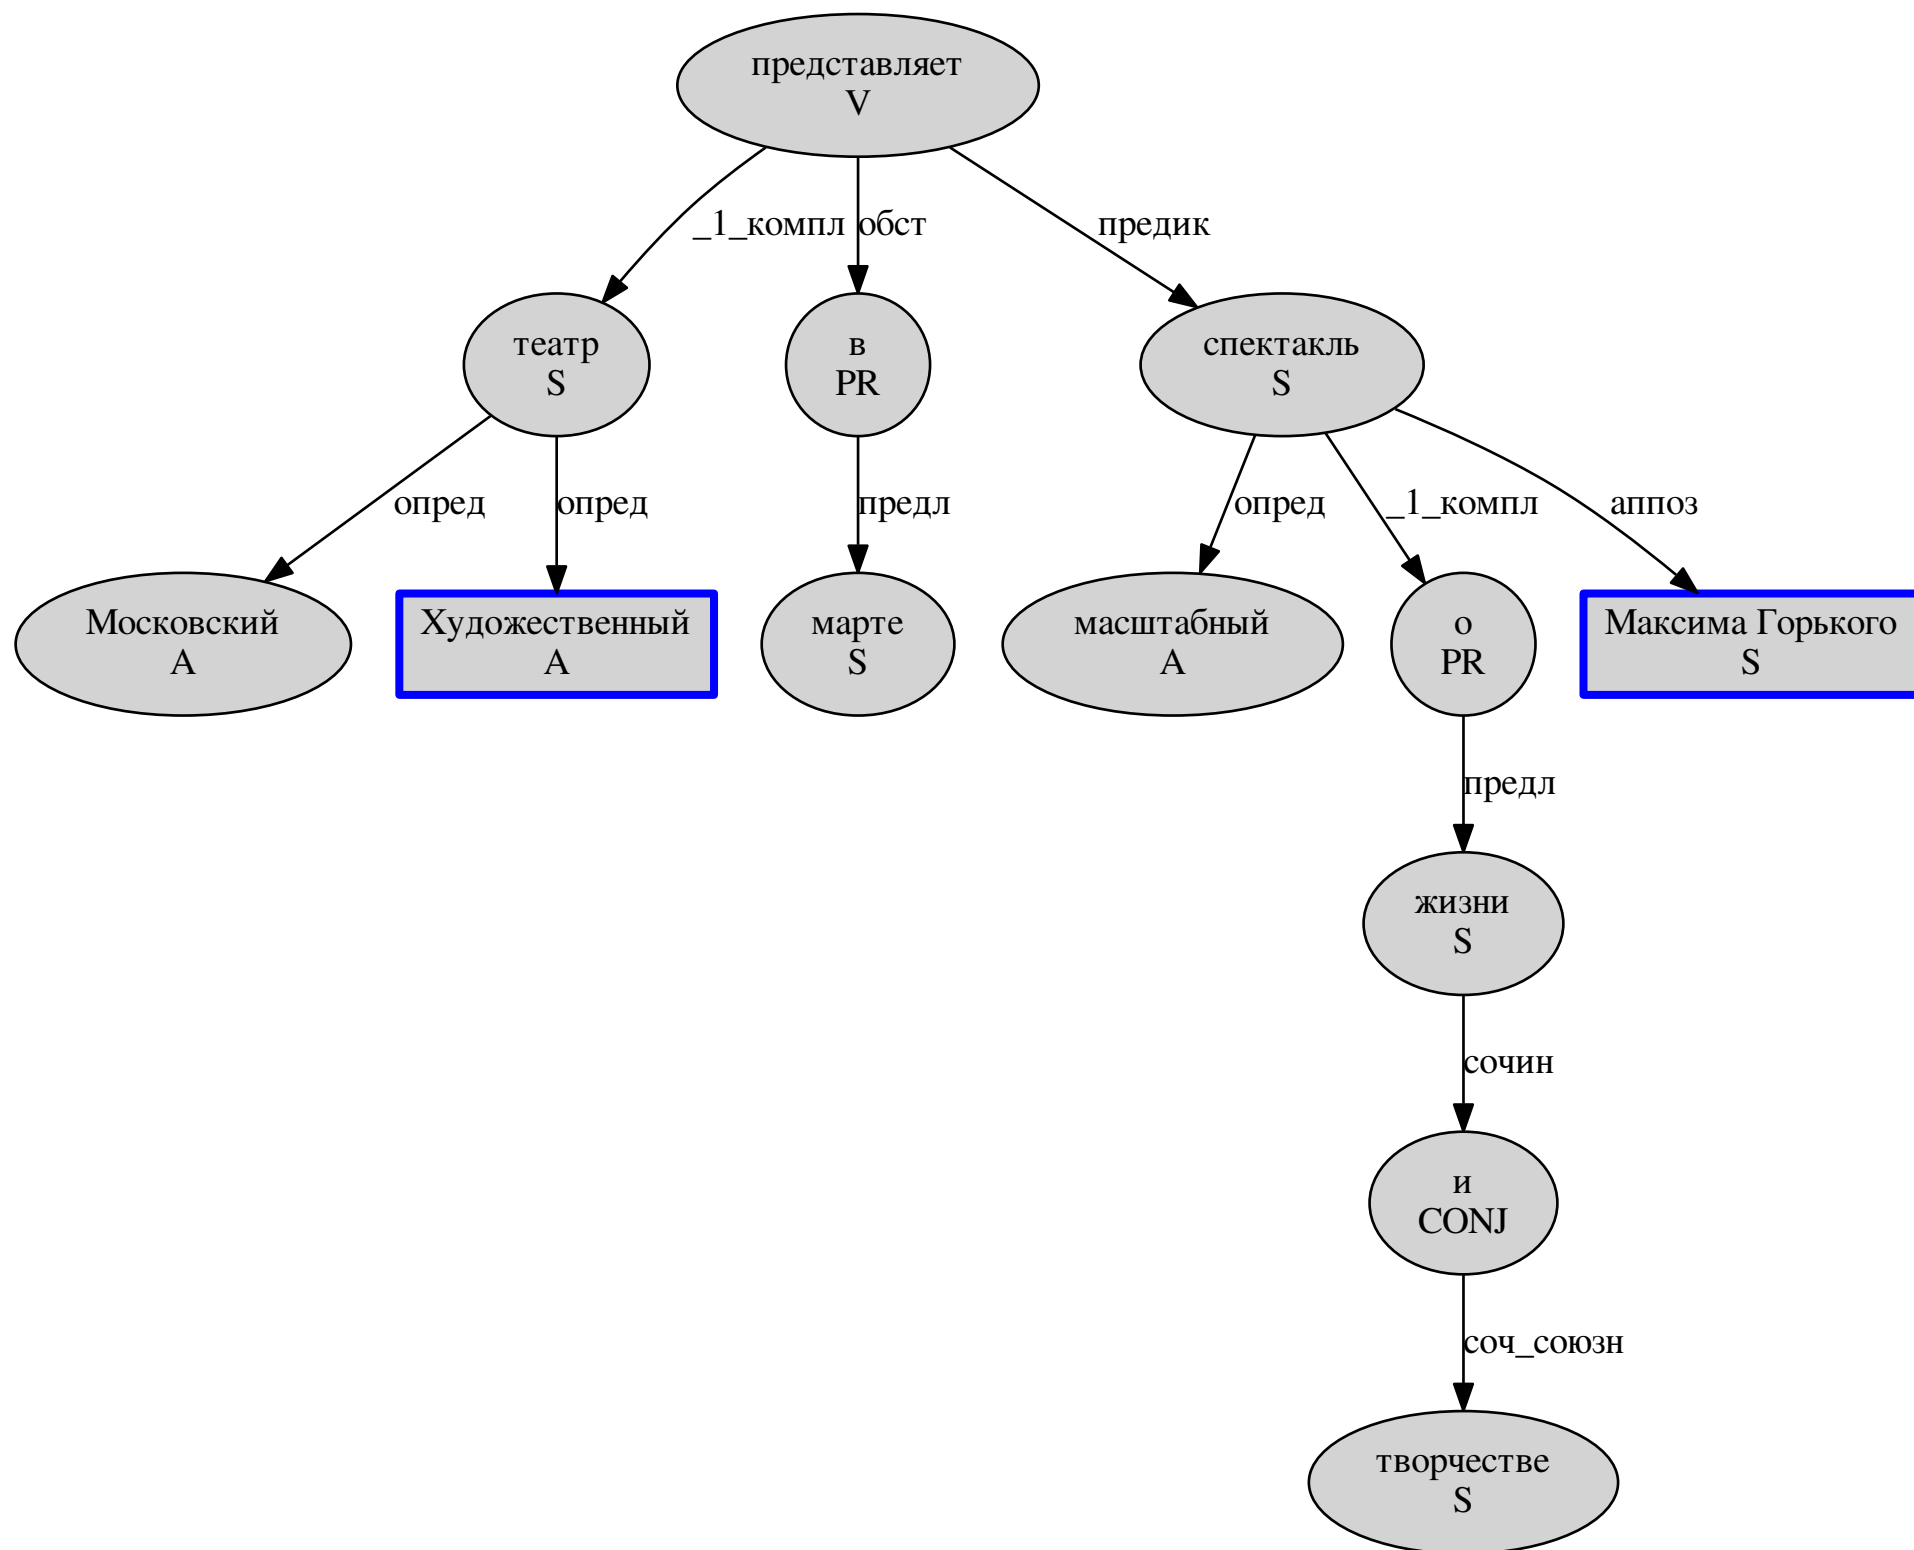 представляет
V
_1_компл
обст
предик
театр
S
в
PR
спектакль
S
опред
опред
предл
опред
_1_компл
аппоз
Московский
A
Художественный
A
марте
S
масштабный
A
о
PR
Максима Горького
S
предл
жизни
S
сочин
и
CONJ
соч_союзн
творчестве
S